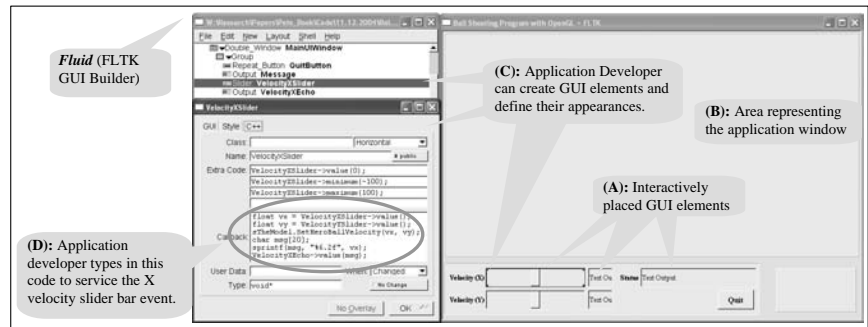 Fluid (FLTK
GUI Builder)
File Edit New Layout Shell Help
Double_Window MainUIWindow
Group
Repeat_Button QuitButton
Output Message
Slider VelocityXSlider
Output VelocityXEcho
VelocityXSlider
GUI Style C++
Class: Horizontal
Name: VelocityXSlider public
Extra Code: VelocityXSlider->value(0);
VelocityXSlider->minimum(-100);
VelocityXSlider->maximum(100);
float vx = VelocityXSlider->value();
float vy = VelocityYSlider->value();
sTheModel.SetHeroBallVelocity(vx, vy);
Callback: char msg[20];
sprintf(msg, "%6.2f", vx);
VelocityXEcho->value(msg);
User Data: When: Changed
Type: void* No Change
No Overlay OK
(D): Application
developer types in this
code to service the X
velocity slider bar event.
Ball Shooting Program with OpenGL - FLTK
(C): Application Developer
can create GUI elements and
define their appearances.
(B): Area representing
the application window
(A): Interactively
placed GUI elements
Velocity (X) Text Ou Status Text Output
Velocity (Y) Text Ou Quit